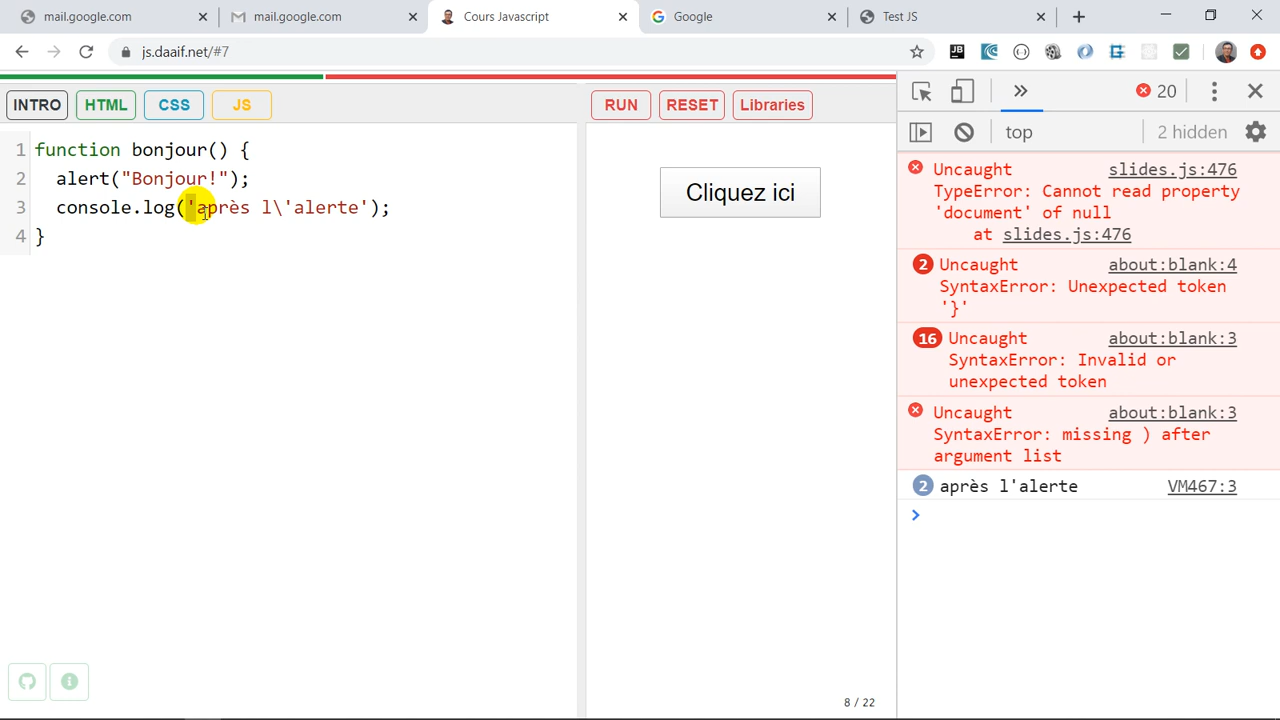 mail.google.com
mail.google.com
Cours Javascript
Google
Test JS
js.daaif.net/#7
INTRO
HTML
CSS
JS
RUN
RESET
Libraries
1 function bonjour() {
2 alert("Bonjour!");
3 console.log('après l\'alerte');
4 }
Cliquez ici
8 / 22
20
top
2 hidden
Uncaught slides.js:476
TypeError: Cannot read property
'document' of null
at slides.js:476
2 Uncaught about:blank:4
SyntaxError: Unexpected token
'}'
16 Uncaught about:blank:3
SyntaxError: Invalid or
unexpected token
Uncaught about:blank:3
SyntaxError: missing ) after
argument list
2 après l'alerte VM467:3